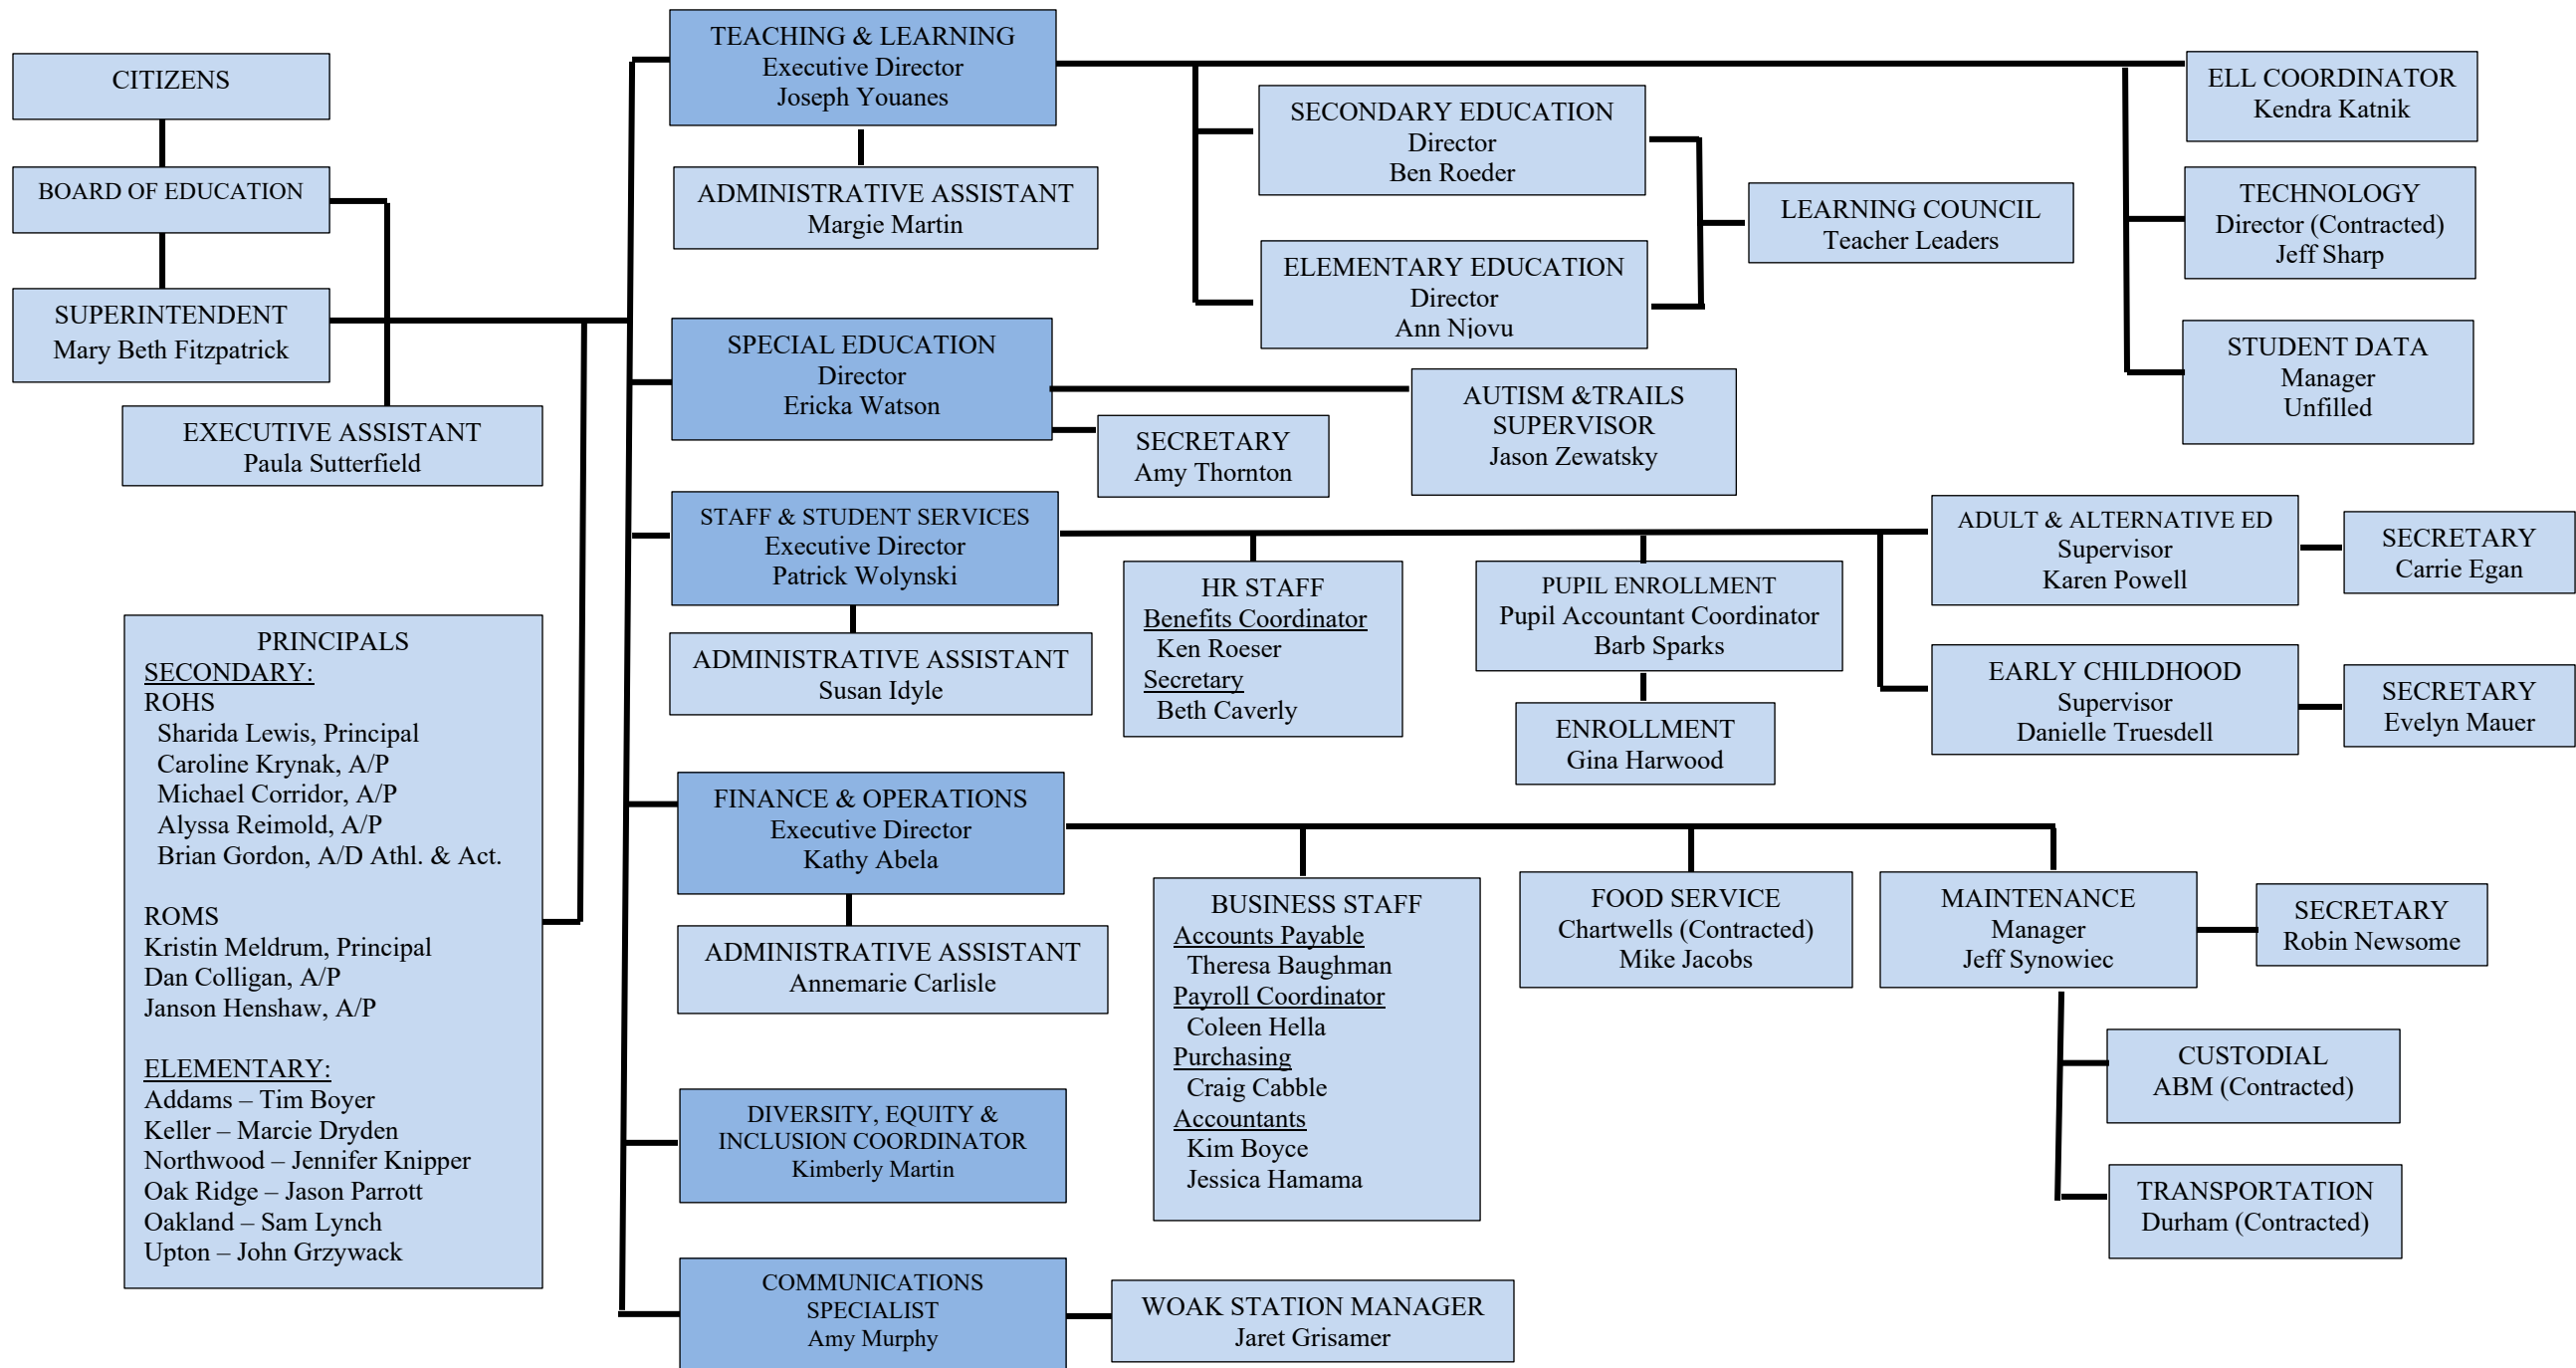 CITIZENS
BOARD OF EDUCATION
SUPERINTENDENT
Mary Beth Fitzpatrick
EXECUTIVE ASSISTANT
Paula Sutterfield
PRINCIPALS
SECONDARY:
ROHS
Sharida Lewis, Principal
Caroline Krynak, A/P
Michael Corridor, A/P
Alyssa Reimold, A/P
Brian Gordon, A/D Athl. & Act.
ROMS
Kristin Meldrum, Principal
Dan Colligan, A/P
Janson Henshaw, A/P
ELEMENTARY:
Addams – Tim Boyer
Keller – Marcie Dryden
Northwood – Jennifer Knipper
Oak Ridge – Jason Parrott
Oakland – Sam Lynch
Upton – John Grzywack
TEACHING & LEARNING
Executive Director
Joseph Youanes
ADMINISTRATIVE ASSISTANT
Margie Martin
SECONDARY EDUCATION
Director
Ben Roeder
ELEMENTARY EDUCATION
Director
Ann Njovu
LEARNING COUNCIL
Teacher Leaders
ELL COORDINATOR
Kendra Katnik
TECHNOLOGY
Director (Contracted)
Jeff Sharp
STUDENT DATA
Manager
Unfilled
SPECIAL EDUCATION
Director
Ericka Watson
SECRETARY
Amy Thornton
AUTISM &TRAILS
SUPERVISOR
Jason Zewatsky
STAFF & STUDENT SERVICES
Executive Director
Patrick Wolynski
ADMINISTRATIVE ASSISTANT
Susan Idyle
HR STAFF
Benefits Coordinator
Ken Roeser
Secretary
Beth Caverly
PUPIL ENROLLMENT
Pupil Accountant Coordinator
Barb Sparks
ENROLLMENT
Gina Harwood
ADULT & ALTERNATIVE ED
Supervisor
Karen Powell
SECRETARY
Carrie Egan
EARLY CHILDHOOD
Supervisor
Danielle Truesdell
SECRETARY
Evelyn Mauer
FINANCE & OPERATIONS
Executive Director
Kathy Abela
ADMINISTRATIVE ASSISTANT
Annemarie Carlisle
BUSINESS STAFF
Accounts Payable
Theresa Baughman
Payroll Coordinator
Coleen Hella
Purchasing
Craig Cabble
Accountants
Kim Boyce
Jessica Hamama
FOOD SERVICE
Chartwells (Contracted)
Mike Jacobs
MAINTENANCE
Manager
Jeff Synowiec
SECRETARY
Robin Newsome
CUSTODIAL
ABM (Contracted)
TRANSPORTATION
Durham (Contracted)
DIVERSITY, EQUITY &
INCLUSION COORDINATOR
Kimberly Martin
COMMUNICATIONS
SPECIALIST
Amy Murphy
WOAK STATION MANAGER
Jaret Grisamer